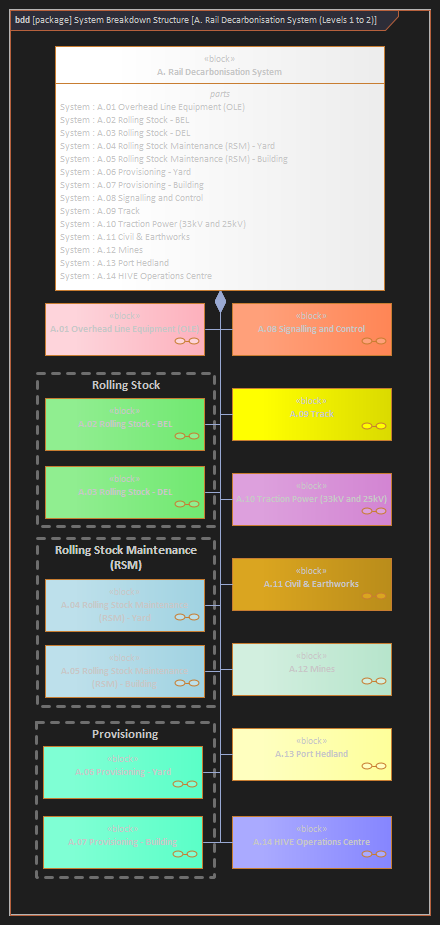 bdd [package] System Breakdown Structure [A. Rail Decarbonisation System (Levels 1 to 2)]
«block»
A. Rail Decarbonisation System
parts
System : A.01 Overhead Line Equipment (OLE)
System : A.02 Rolling Stock - BEL
System : A.03 Rolling Stock - DEL
System : A.04 Rolling Stock Maintenance (RSM) - Yard
System : A.05 Rolling Stock Maintenance (RSM) - Building
System : A.06 Provisioning - Yard
System : A.07 Provisioning - Building
System : A.08 Signalling and Control
System : A.09 Track
System : A.10 Traction Power (33kV and 25kV)
System : A.11 Civil & Earthworks
System : A.12 Mines
System : A.13 Port Hedland
System : A.14 HIVE Operations Centre
«block»
A.01 Overhead Line Equipment
«block»
A.08 Signalling and Control
Rolling Stock
«block»
Rolling Stock - DEL
«block»
A.09 Track
«block»
Rolling Stock - DEL
«block»
A.10 Traction Power (33kV and 25kV)
Rolling Stock Maintenance
(RSM)
«block»
A.04 Rolling Stock Maintenance
(RSM) - Yard
«block»
A.11 Civil & Earthworks
«block»
A.05 Rolling Stock Maintenance
(RSM) - Building
«block»
A.12 Mines
Provisioning
«block»
A.06 Provisioning - Yard
«block»
A.13 Port Hedland
«block»
A.07 Provisioning - Building
«block»
A.14 HIVE Operations Centre